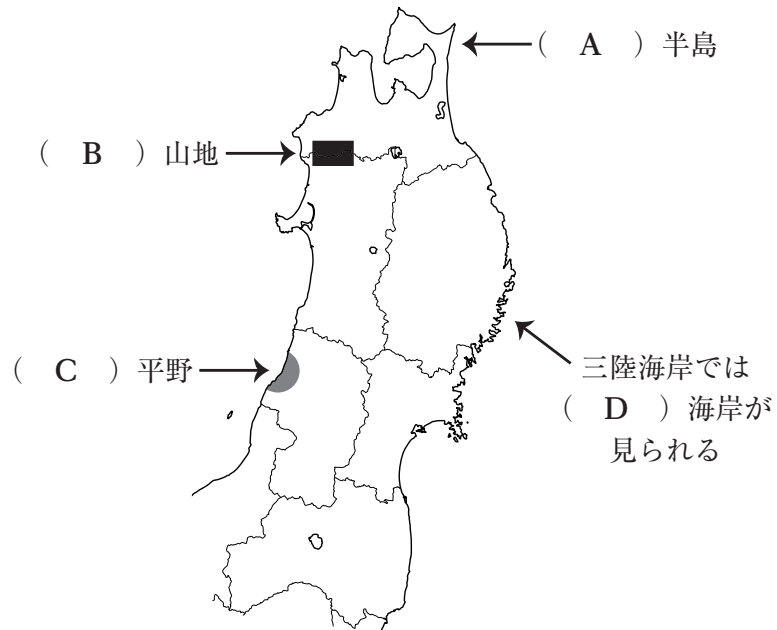 （　A　）半島
（　B　）山地
（　C　）平野
三陸海岸では
（　D　）海岸が
見られる